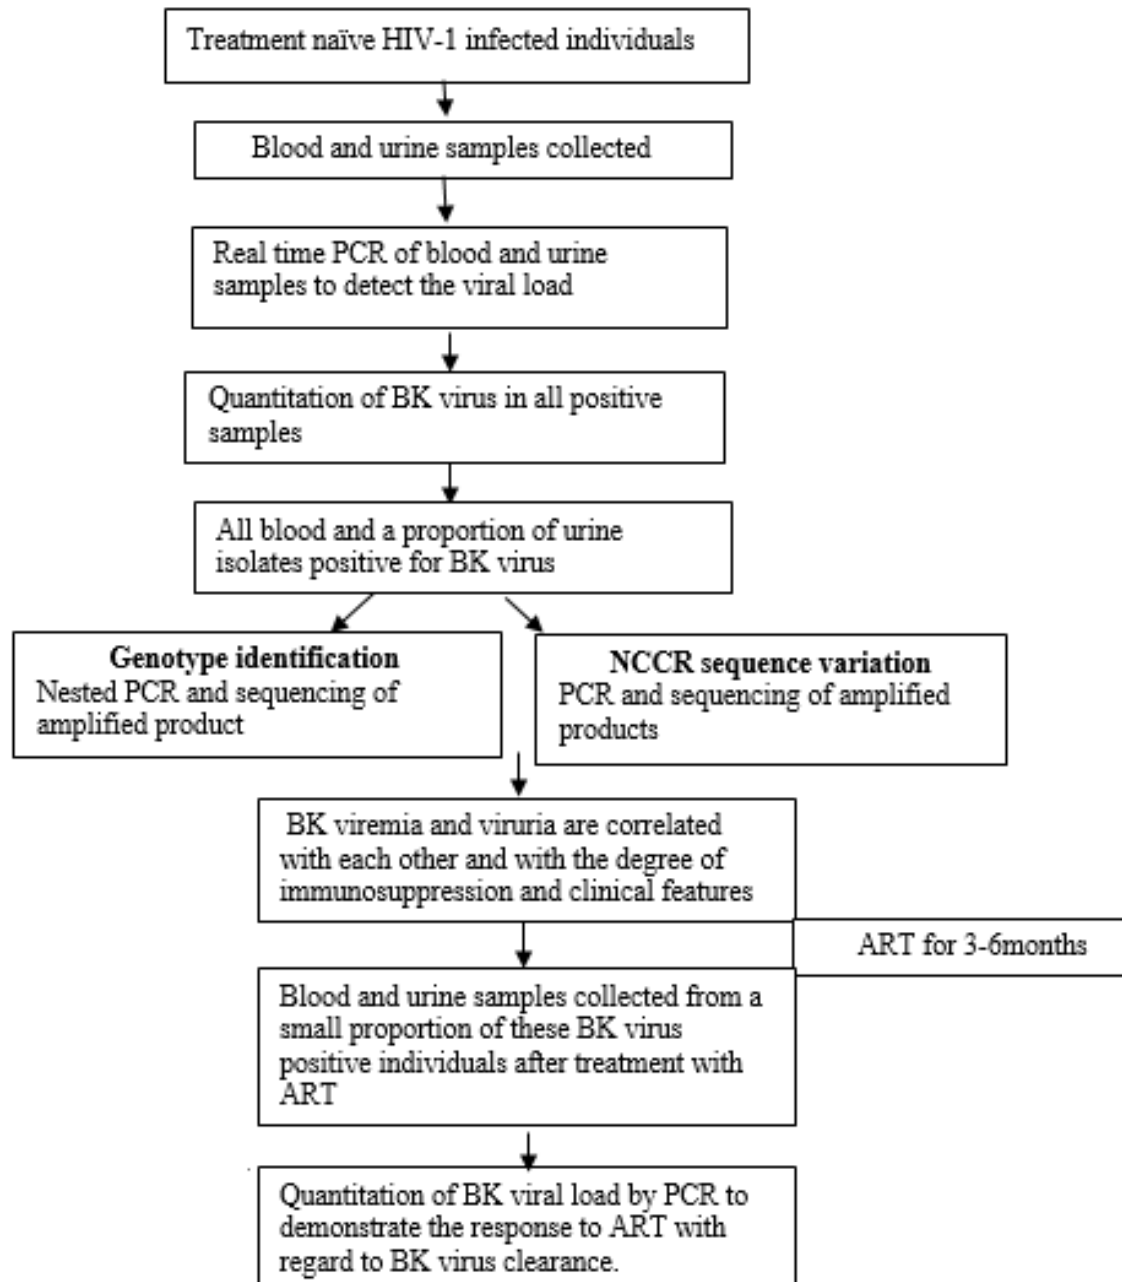 Treatment naïve HIV-1 infected individuals
Blood and urine samples collected
Real time PCR of blood and urine
samples to detect the viral load
Quantitation of BK virus in all positive
samples
All blood and a proportion of urine
isolates positive for BK virus
Genotype identification
Nested PCR and sequencing of
amplified product
NCCR sequence variation
PCR and sequencing of amplified
products
BK viremia and viruria are correlated
with each other and with the degree of
immunosuppression and clinical features
ART for 3-6months
Blood and urine samples collected from a
small proportion of these BK virus
positive individuals after treatment with
ART
Quantitation of BK viral load by PCR to
demonstrate the response to ART with
regard to BK virus clearance.